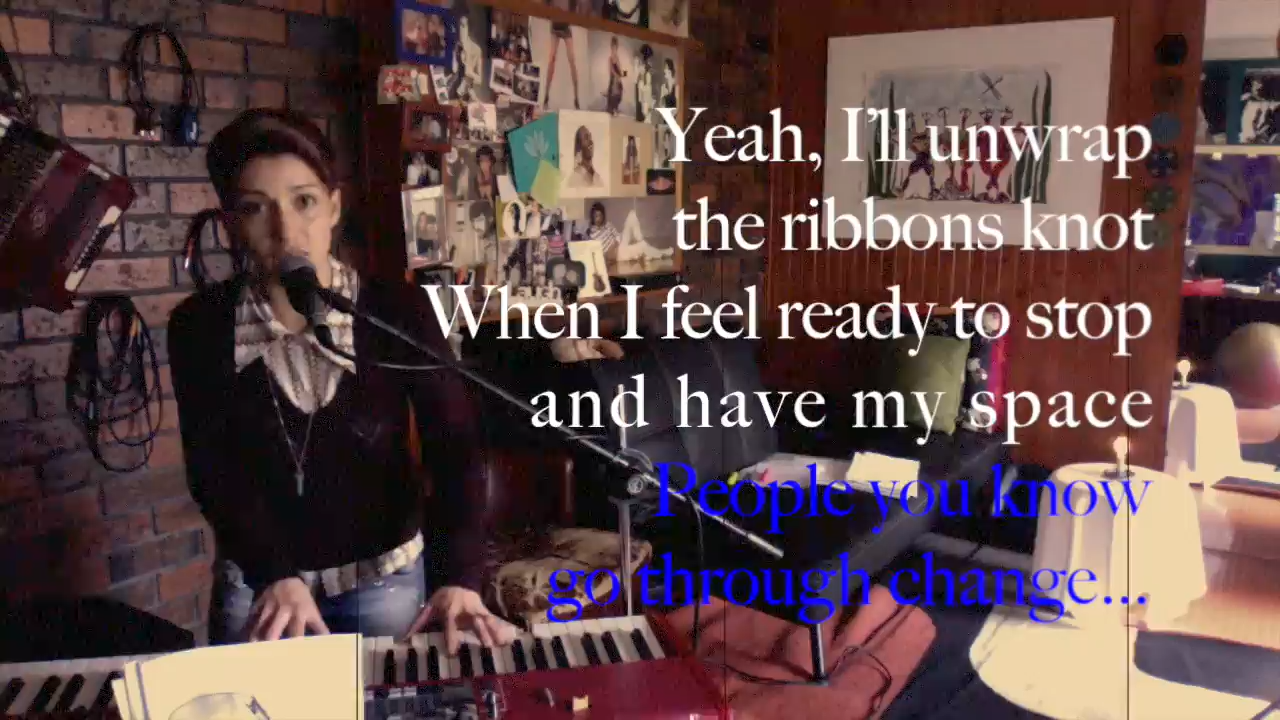 Yeah, I'll unwrap
the ribbons knot
When I feel ready to stop
and have my space
People you know
go through change...